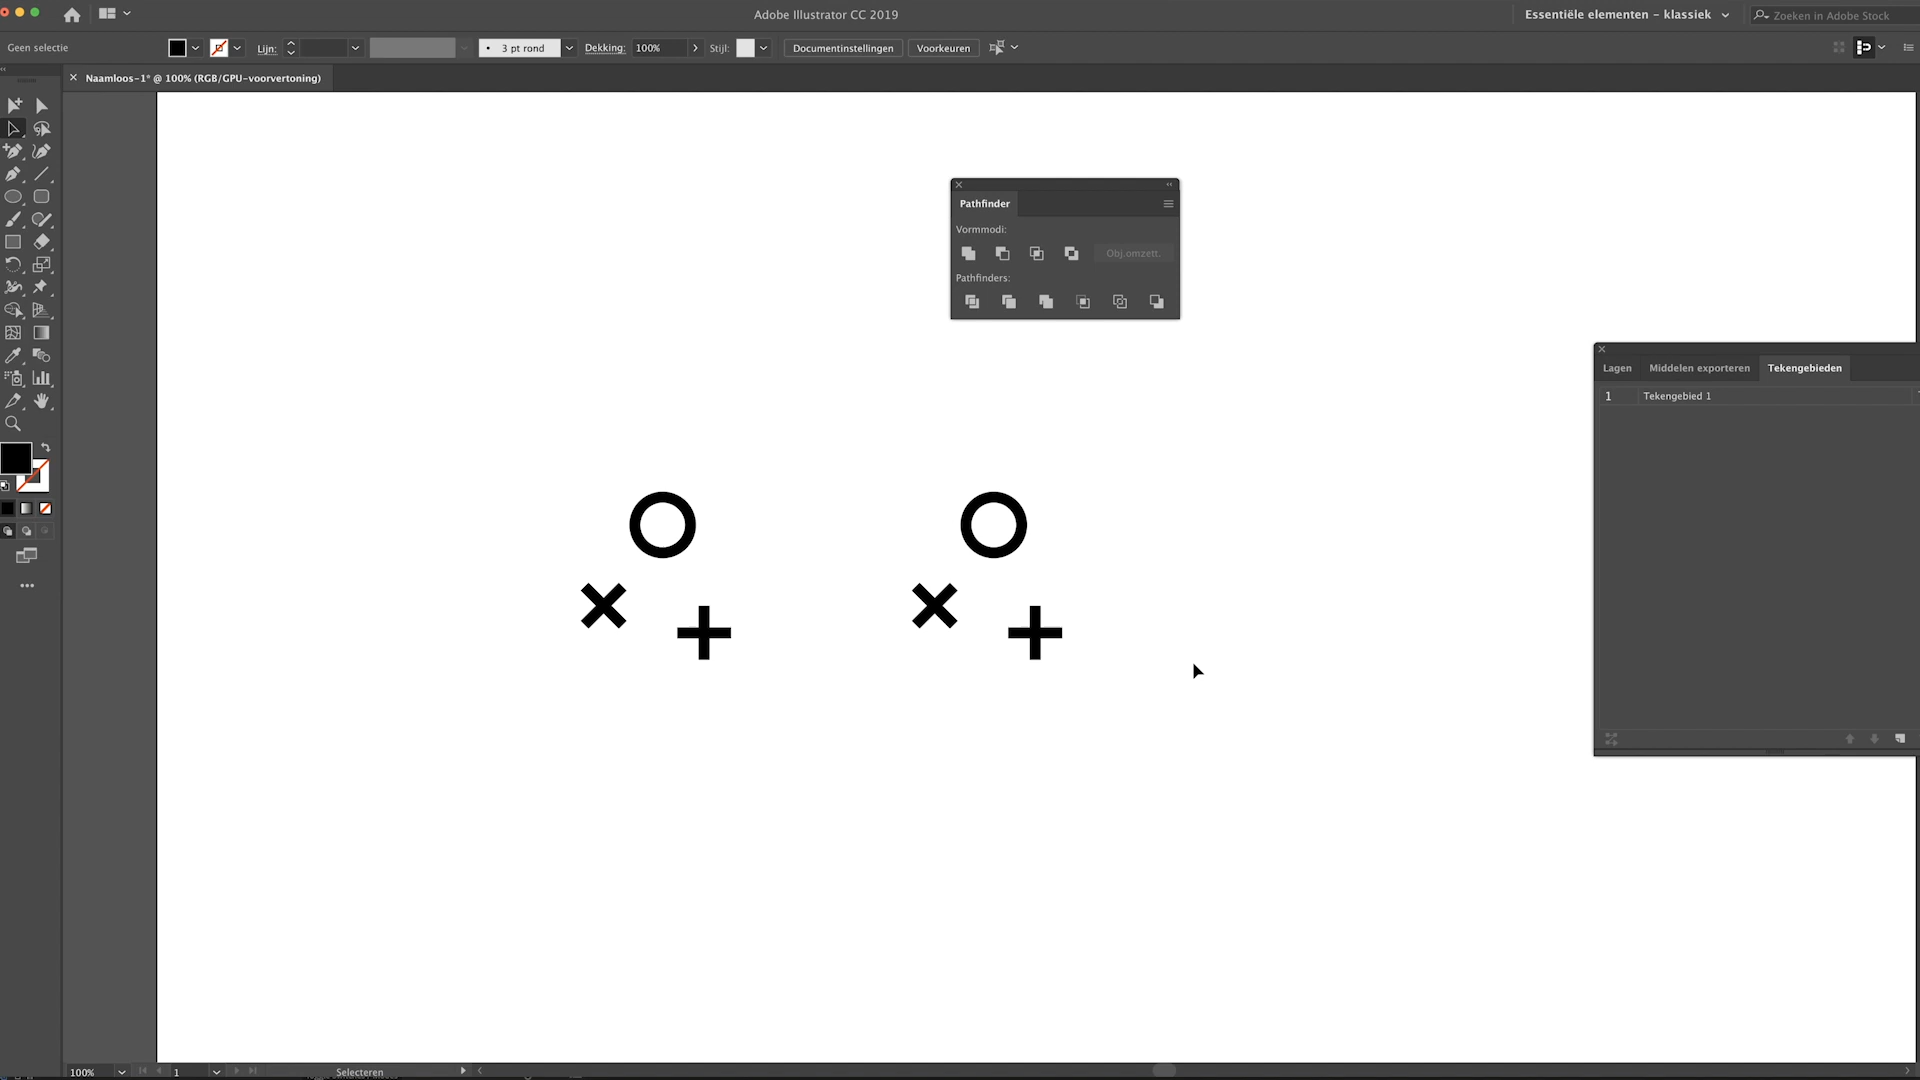 Adobe Illustrator CC 2019
Essentiële elementen – klassiek
Zoeken in Adobe Stock
Geen selectie
Lijn:
3 pt rond
Dekking:
100%
Stijl:
Documentinstellingen
Voorkeuren
Naamloos-1* @ 100% (RGB/GPU-voorvertoning)
Pathfinder
Vormmodi:
Obj.omzett.
Pathfinders:
Lagen
Middelen exporteren
Tekengebieden
1
Tekengebied 1
100%
1
Selecteren